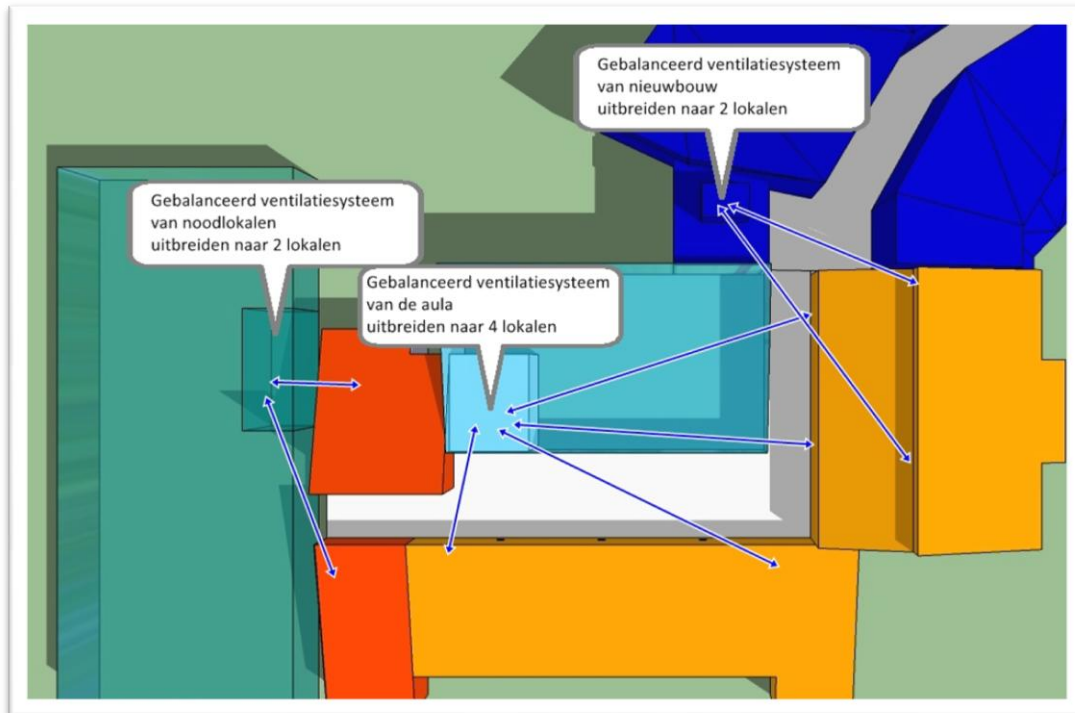 Gebalanceerd ventilatiesysteem
van nieuwbouw
uitbreiden naar 2 lokalen
Gebalanceerd ventilatiesysteem
van noodlokalen
uitbreiden naar 2 lokalen
Gebalanceerd ventilatiesysteem
van de aula
uitbreiden naar 4 lokalen